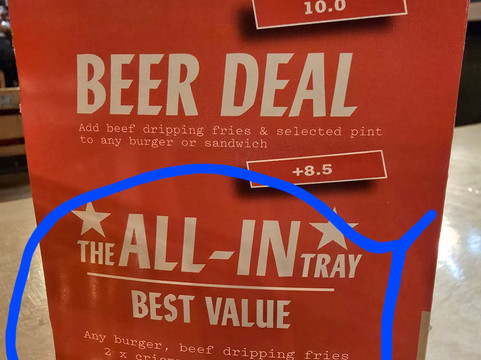 10.0
BEER DEAL
Add beef dripping fries & selected pint
to any burger or sandwich
+8.5
THE ALL-IN TRAY
BEST VALUE
Any burger, beef dripping fries
2 x